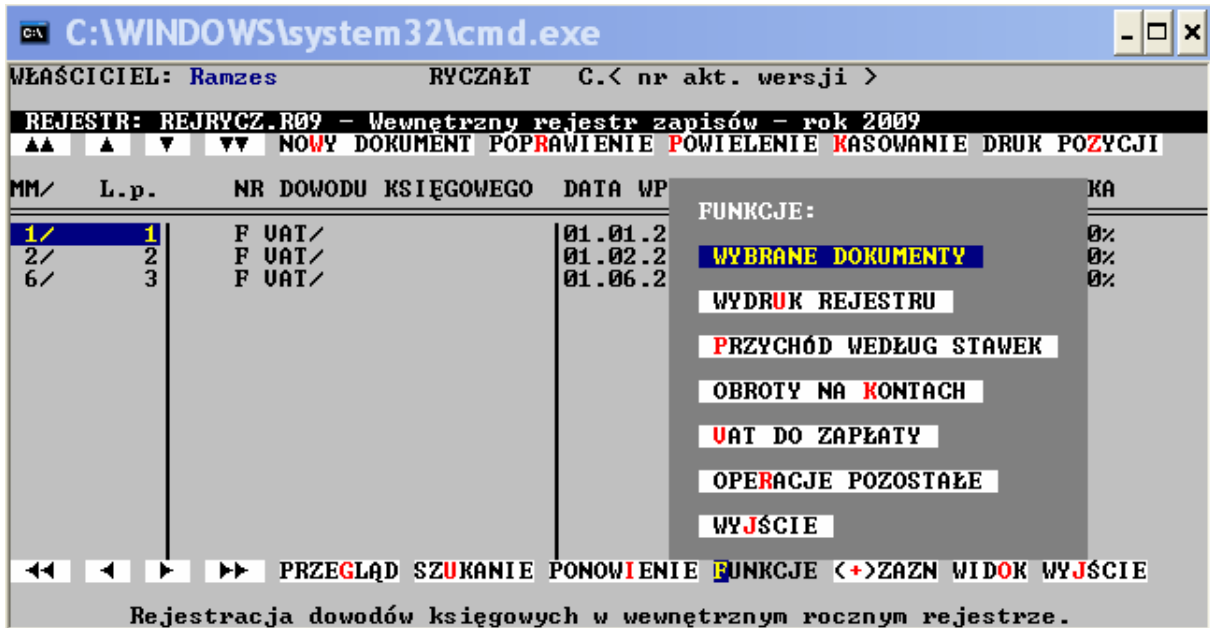 C:\WINDOWS\system32\cmd.exe
WŁAŚCICIEL: Ramzes RYCZAŁT C.< nr akt. wersji >
REJESTR: REJRYCZ.R09 - Wewnętrzny rejestr zapisów - rok 2009
NOWY DOKUMENT POPRAWIENIE POWIELENIE KASOWANIE DRUK POZYCJI
MM/ L.p. NR DOWODU KSIĘGOWEGO DATA WP KA
1/ 1 F VAT/ 01.01.2 0%
2/ 2 F VAT/ 01.02.2 0%
6/ 3 F VAT/ 01.06.2 0%
FUNKCJE:
WYBRANE DOKUMENTY
WYDRUK REJESTRU
PRZYCHÓD WEDŁUG STAWEK
OBROTY NA KONTACH
VAT DO ZAPŁATY
OPERACJE POZOSTAŁE
WYJŚCIE
PRZEGLĄD SZUKANIE PONOWIENIE FUNKCJE <+>ZAZN WIDOK WYJŚCIE
Rejestracja dowodów księgowych w wewnętrznym rocznym rejestrze.